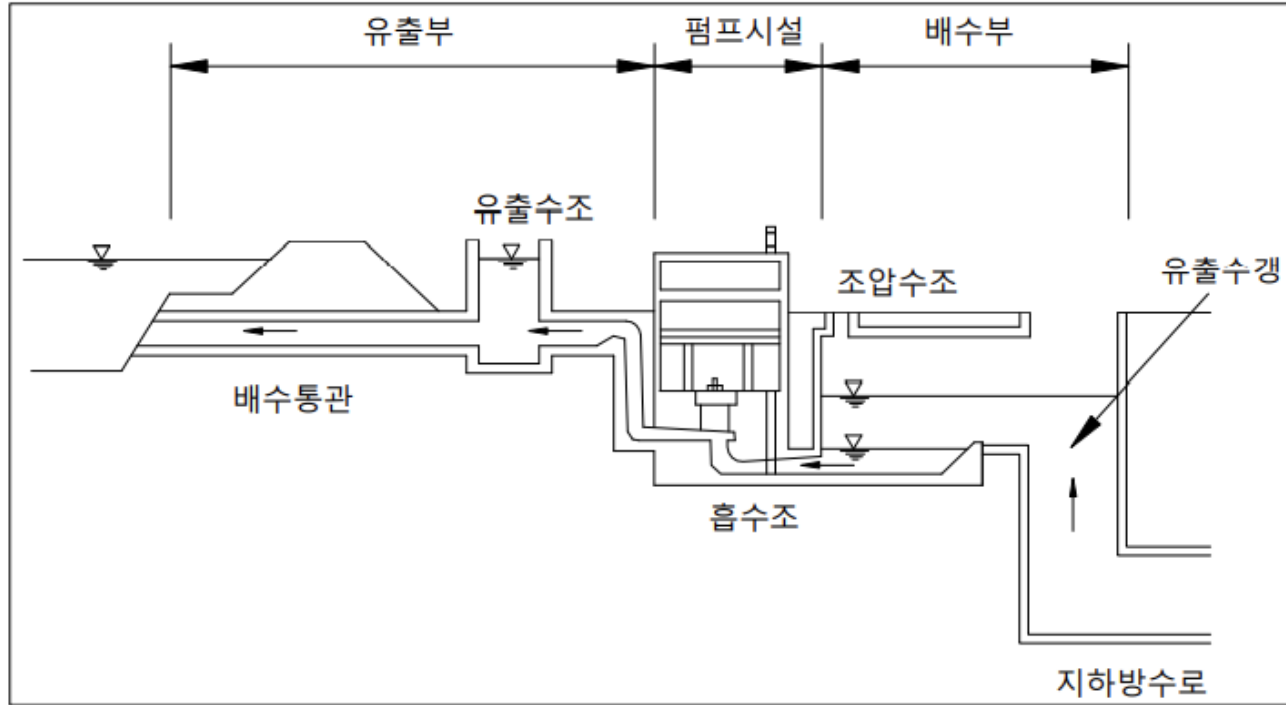 유출부
펌프시설
배수부
유출수조
조압수조
유출수갱
배수통관
흡수조
지하방수로